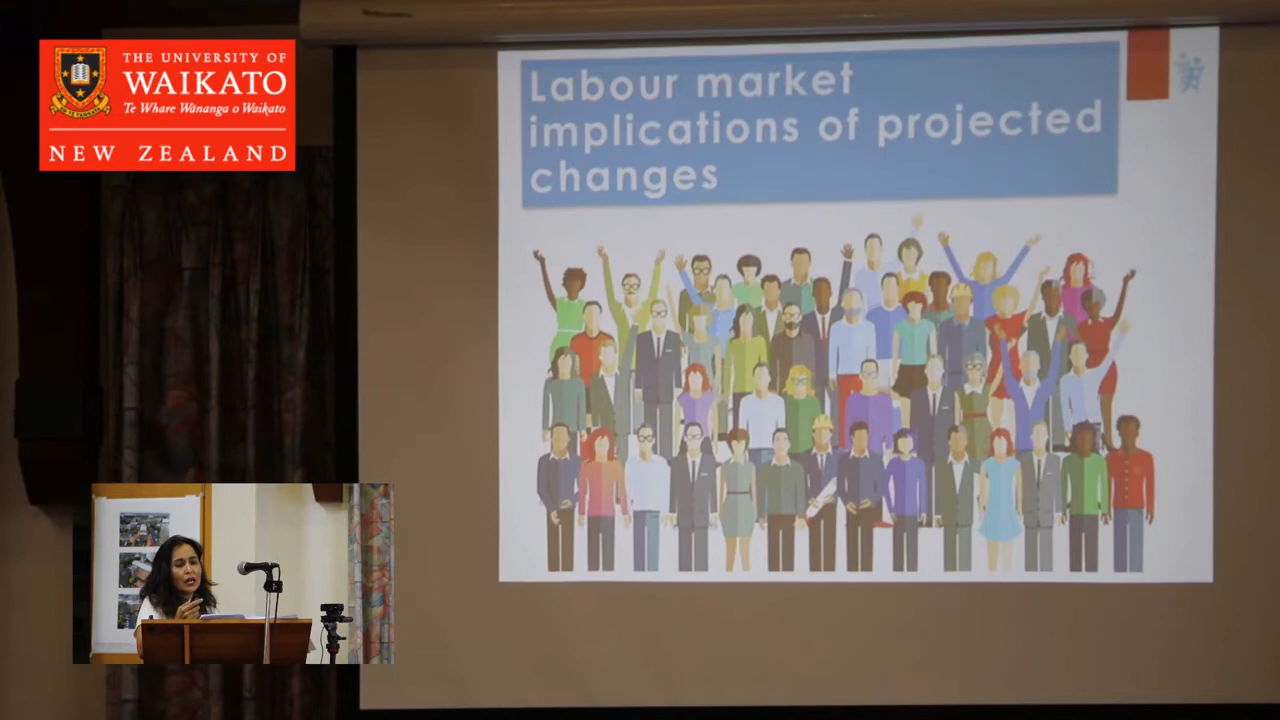 THE UNIVERSITY OF
WAIKATO
Te Whare Wānanga o Waikato
NEW ZEALAND
Labour market
implications of projected
changes